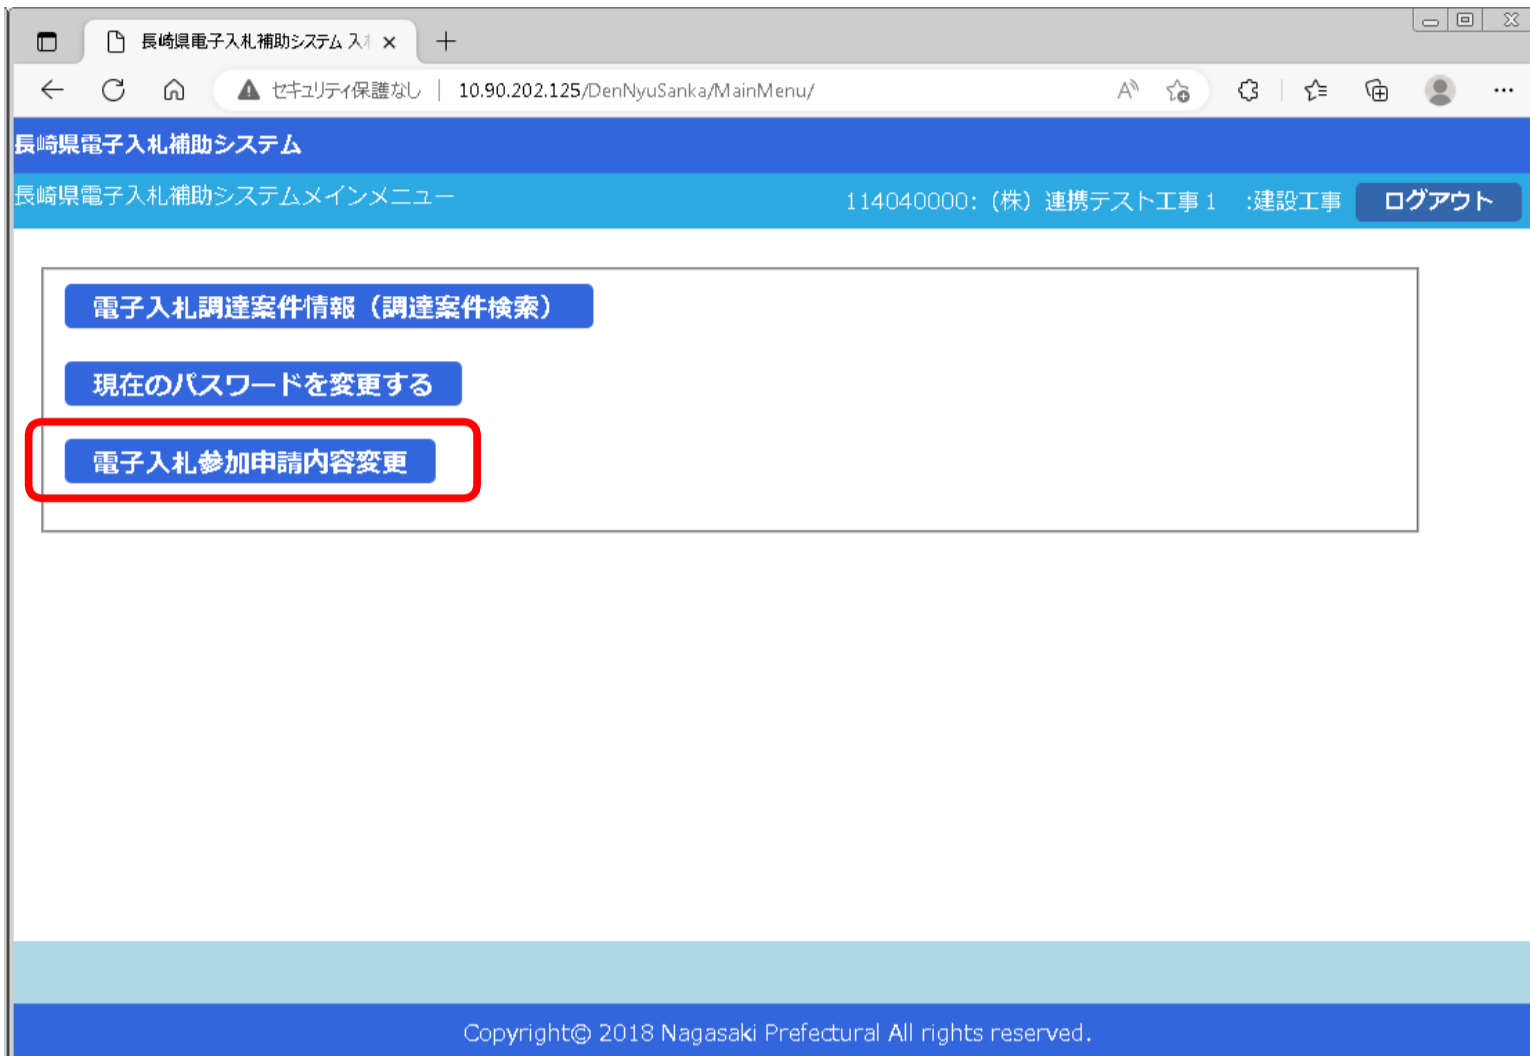 長崎県電子入札補助システム 入
セキュリティ保護なし | 10.90.202.125/DenNyuSanka/MainMenu/
長崎県電子入札補助システム
長崎県電子入札補助システムメインメニュー
114040000:（株）連携テスト工事１ :建設工事 ログアウト
電子入札調達案件情報（調達案件検索）
現在のパスワードを変更する
電子入札参加申請内容変更
Copyright© 2018 Nagasaki Prefectural All rights reserved.